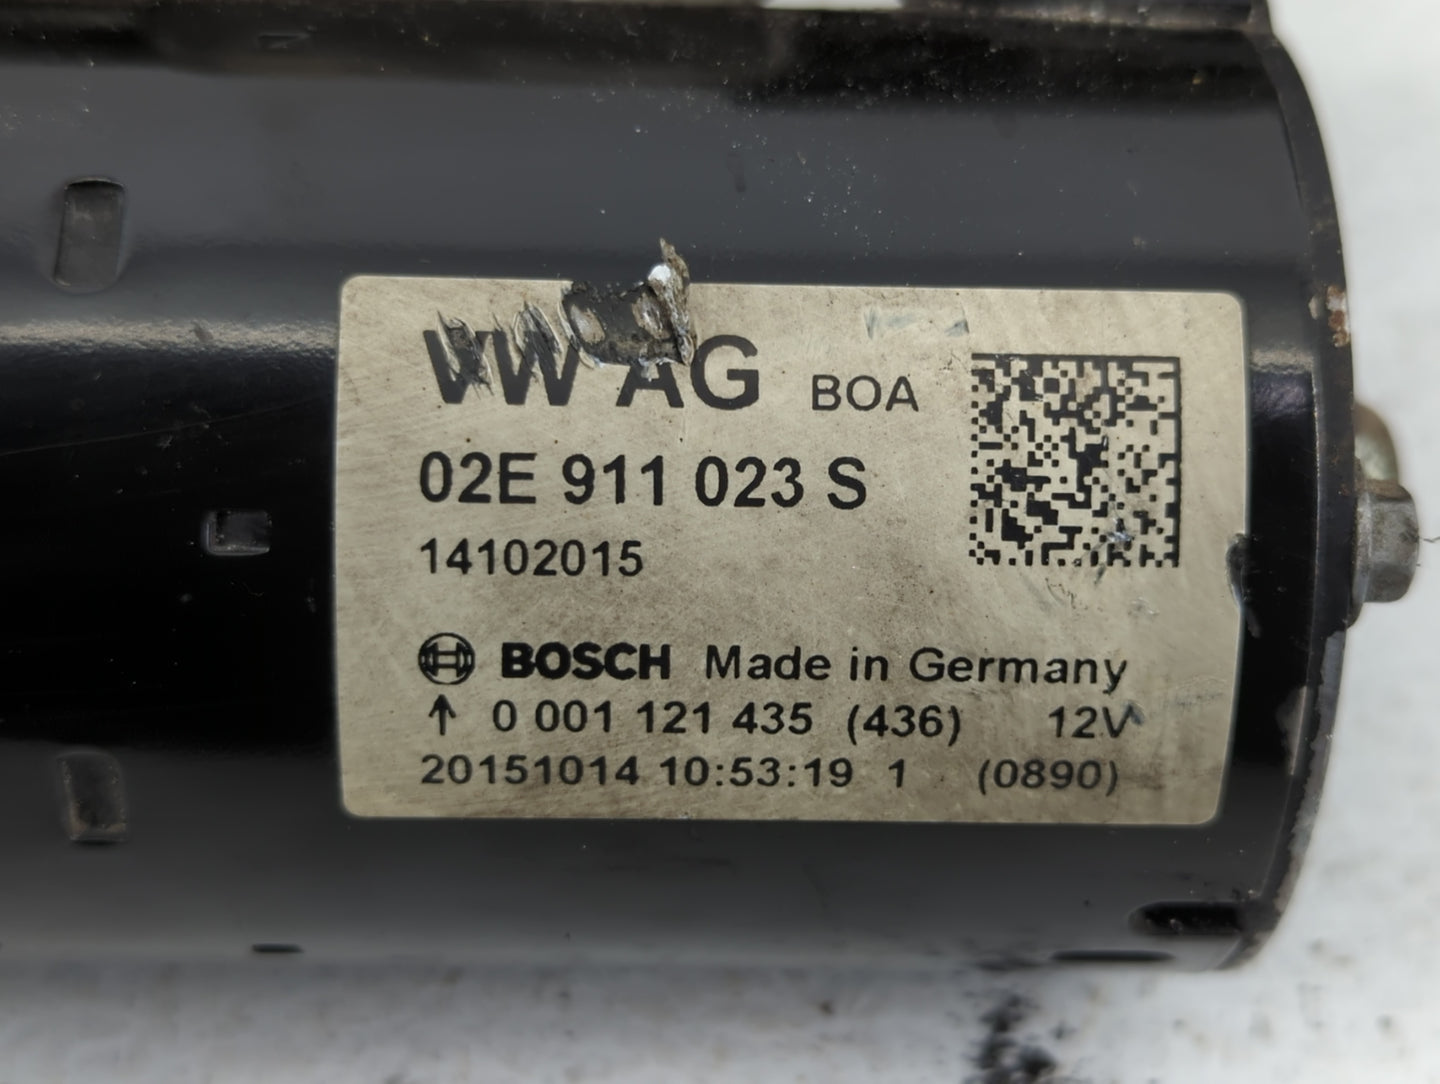 VW AG BOA
02E 911 023 S
14102015
BOSCH Made in Germany
↑ 0 001 121 435 (436) 12V
20151014 10:53:19 1 (0890)